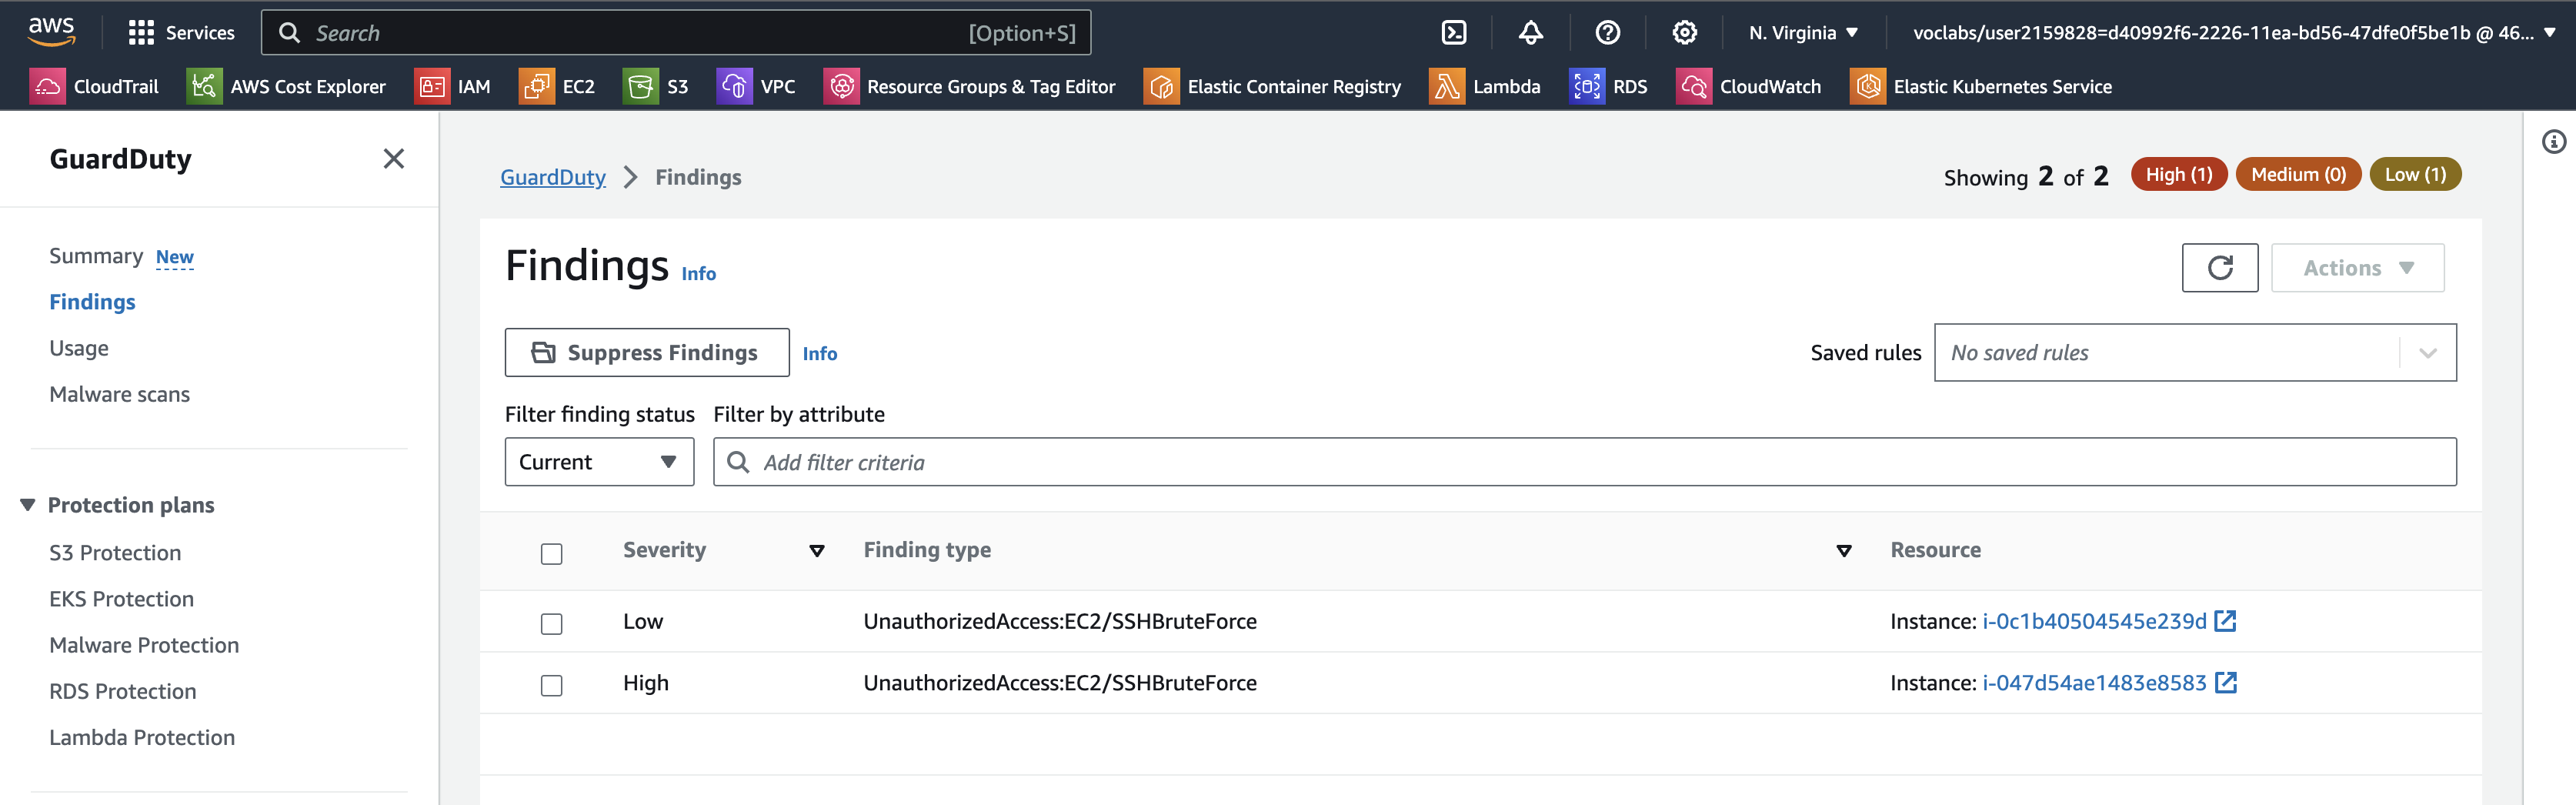 aws
Services
Search
[Option+S]
N. Virginia
voclabs/user2159828=d40992f6-2226-11ea-bd56-47dfe0f5be1b @ 46...
CloudTrail
AWS Cost Explorer
IAM
EC2
S3
VPC
Resource Groups & Tag Editor
Elastic Container Registry
Lambda
RDS
CloudWatch
Elastic Kubernetes Service
GuardDuty
Summary New
Findings
Usage
Malware scans
Protection plans
S3 Protection
EKS Protection
Malware Protection
RDS Protection
Lambda Protection
GuardDuty
Findings
Showing 2 of 2
High (1)
Medium (0)
Low (1)
Findings Info
Actions
Suppress Findings
Info
Saved rules
No saved rules
Filter finding status
Filter by attribute
Current
Add filter criteria
Severity
Finding type
Resource
Low
UnauthorizedAccess:EC2/SSHBruteForce
Instance: i-0c1b40504545e239d
High
UnauthorizedAccess:EC2/SSHBruteForce
Instance: i-047d54ae1483e8583